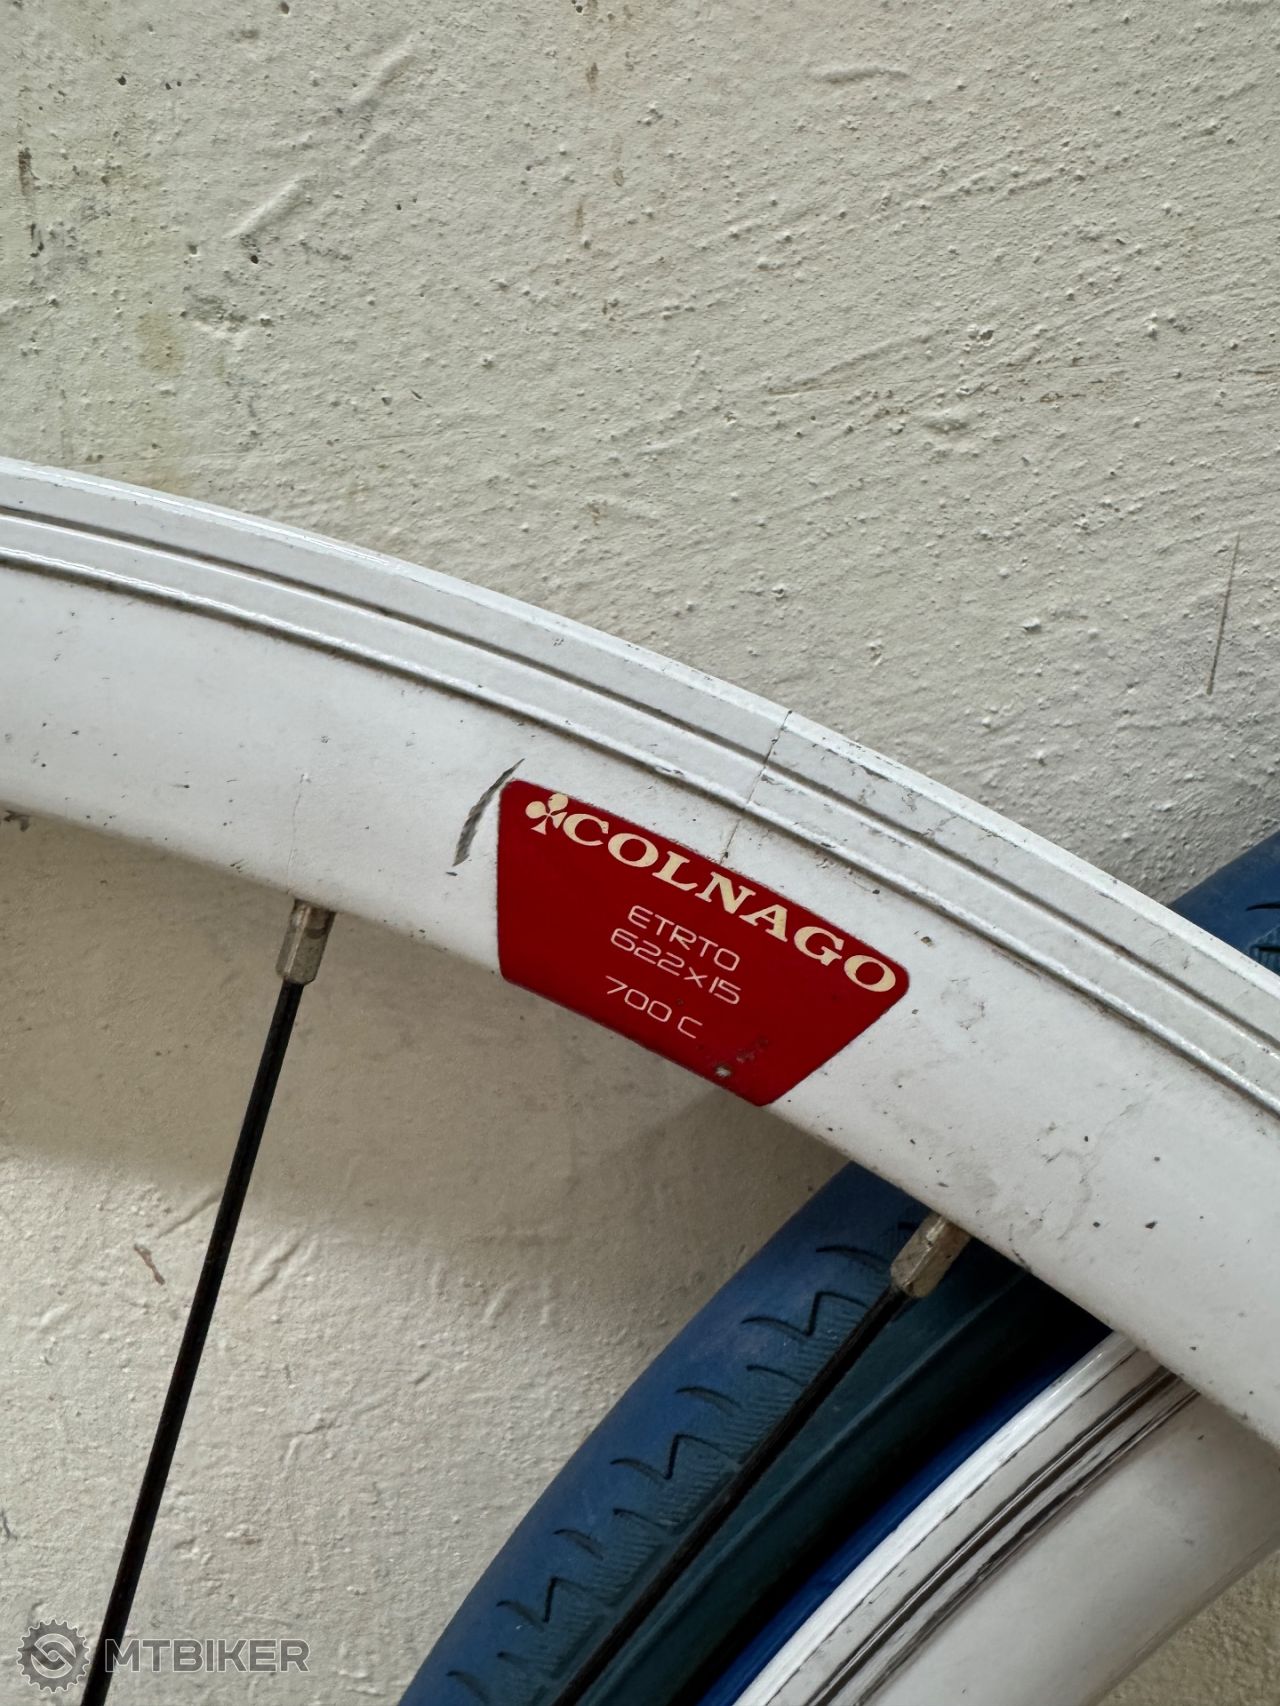 COLNAGO
ETRTO
622x15
700 C
MTBIKER